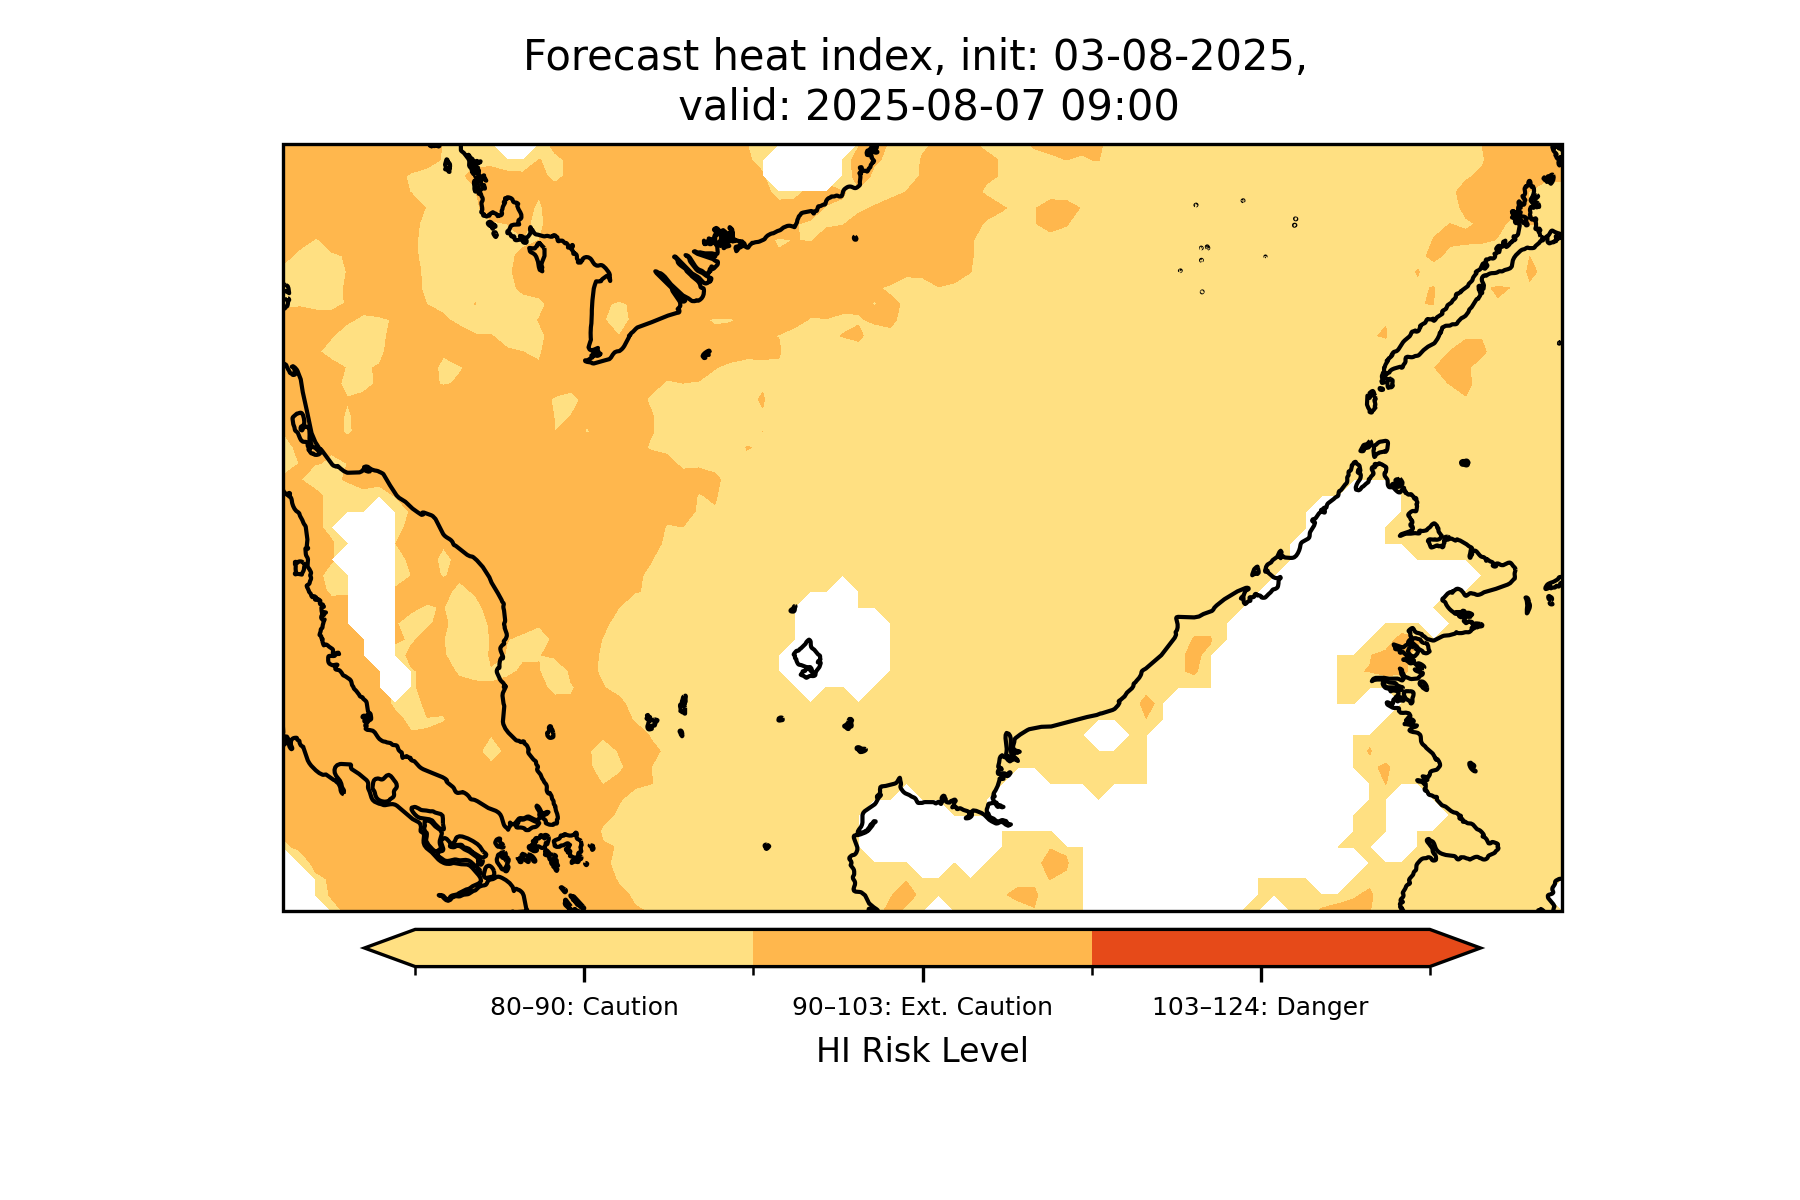 Forecast heat index, init: 03-08-2025,
valid: 2025-08-07 09:00
80–90: Caution
90–103: Ext. Caution
103–124: Danger
HI Risk Level